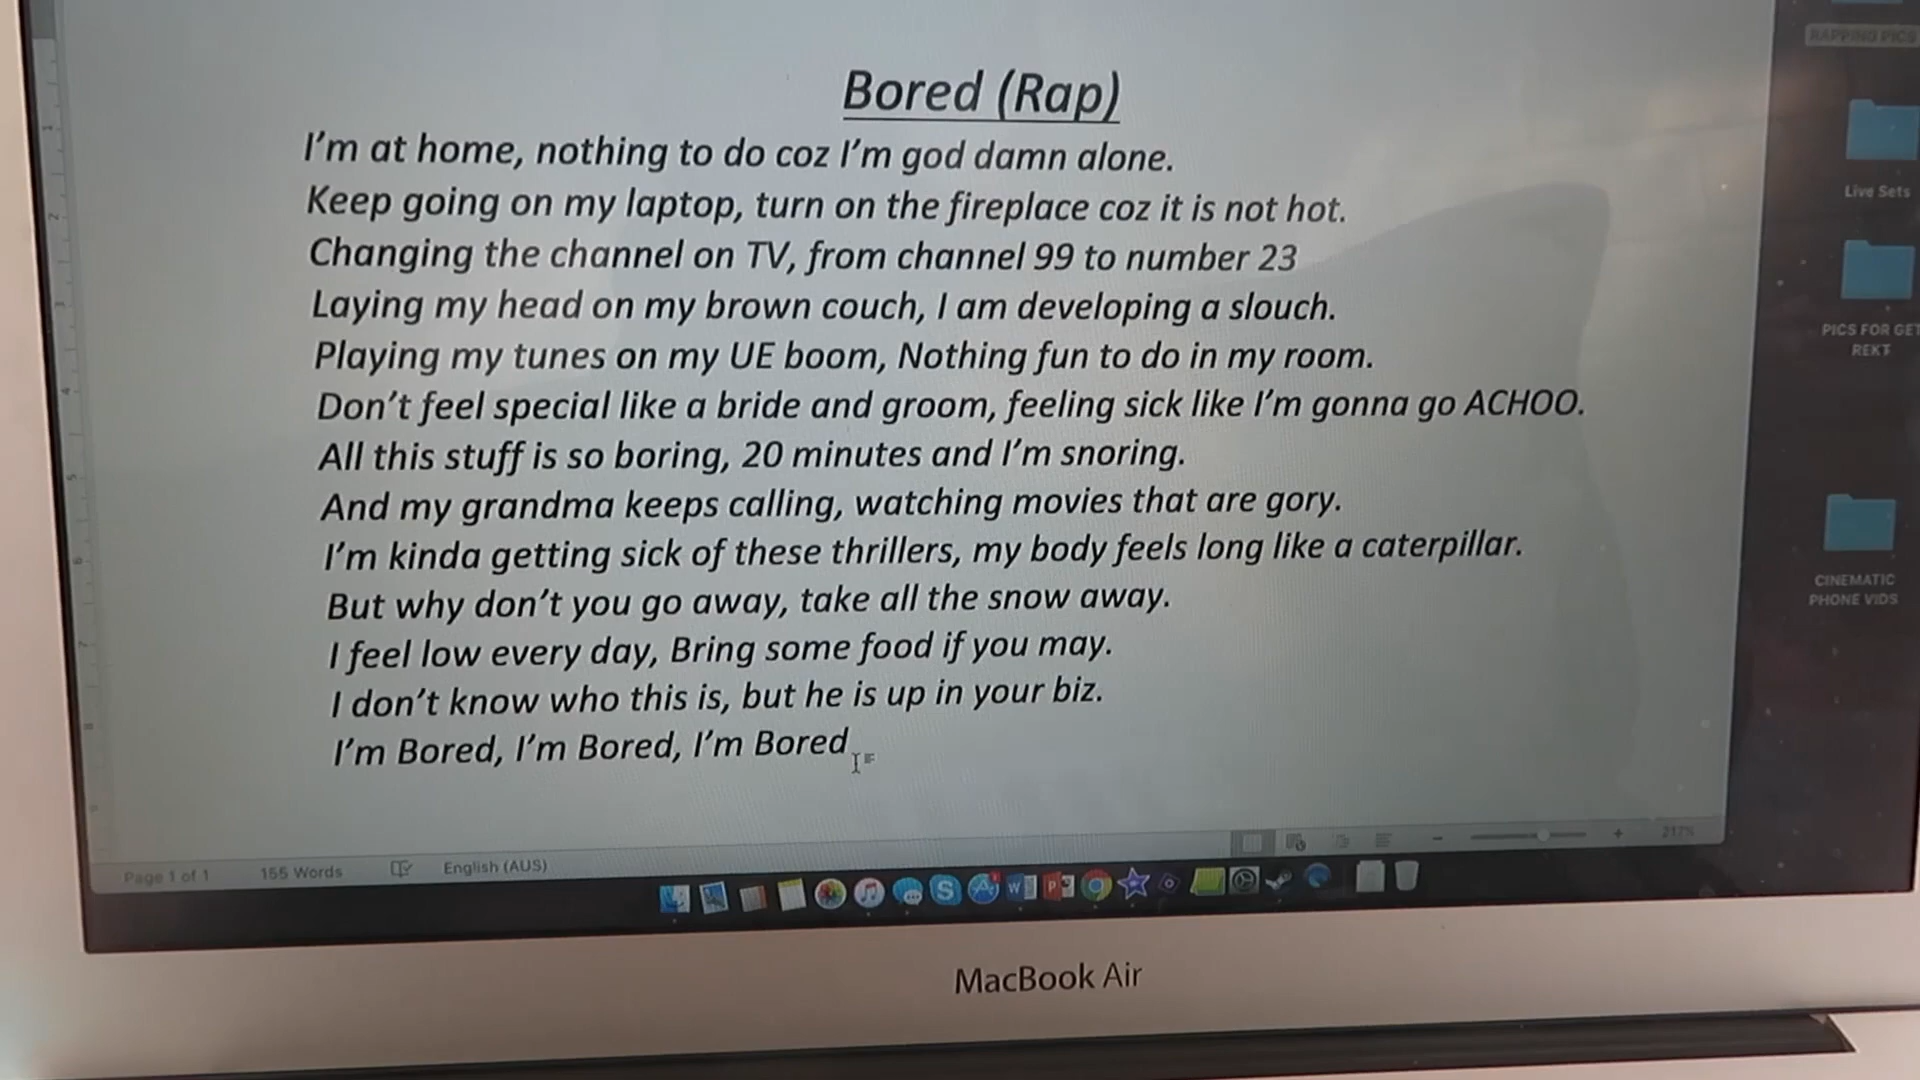 RAPPING PICS
Bored (Rap)
I'm at home, nothing to do coz I'm god damn alone.
Keep going on my laptop, turn on the fireplace coz it is not hot.
Changing the channel on TV, from channel 99 to number 23
Laying my head on my brown couch, I am developing a slouch.
Playing my tunes on my UE boom, Nothing fun to do in my room.
Don't feel special like a bride and groom, feeling sick like I'm gonna go ACHOO.
All this stuff is so boring, 20 minutes and I'm snoring.
And my grandma keeps calling, watching movies that are gory.
I'm kinda getting sick of these thrillers, my body feels long like a caterpillar.
But why don't you go away, take all the snow away.
I feel low every day, Bring some food if you may.
I don't know who this is, but he is up in your biz.
I'm Bored, I'm Bored, I'm Bored
Live Sets
PICS FOR GET
REKT
CINEMATIC
PHONE VIDS
Page 1 of 1 155 Words English (AUS) 217%
MacBook Air